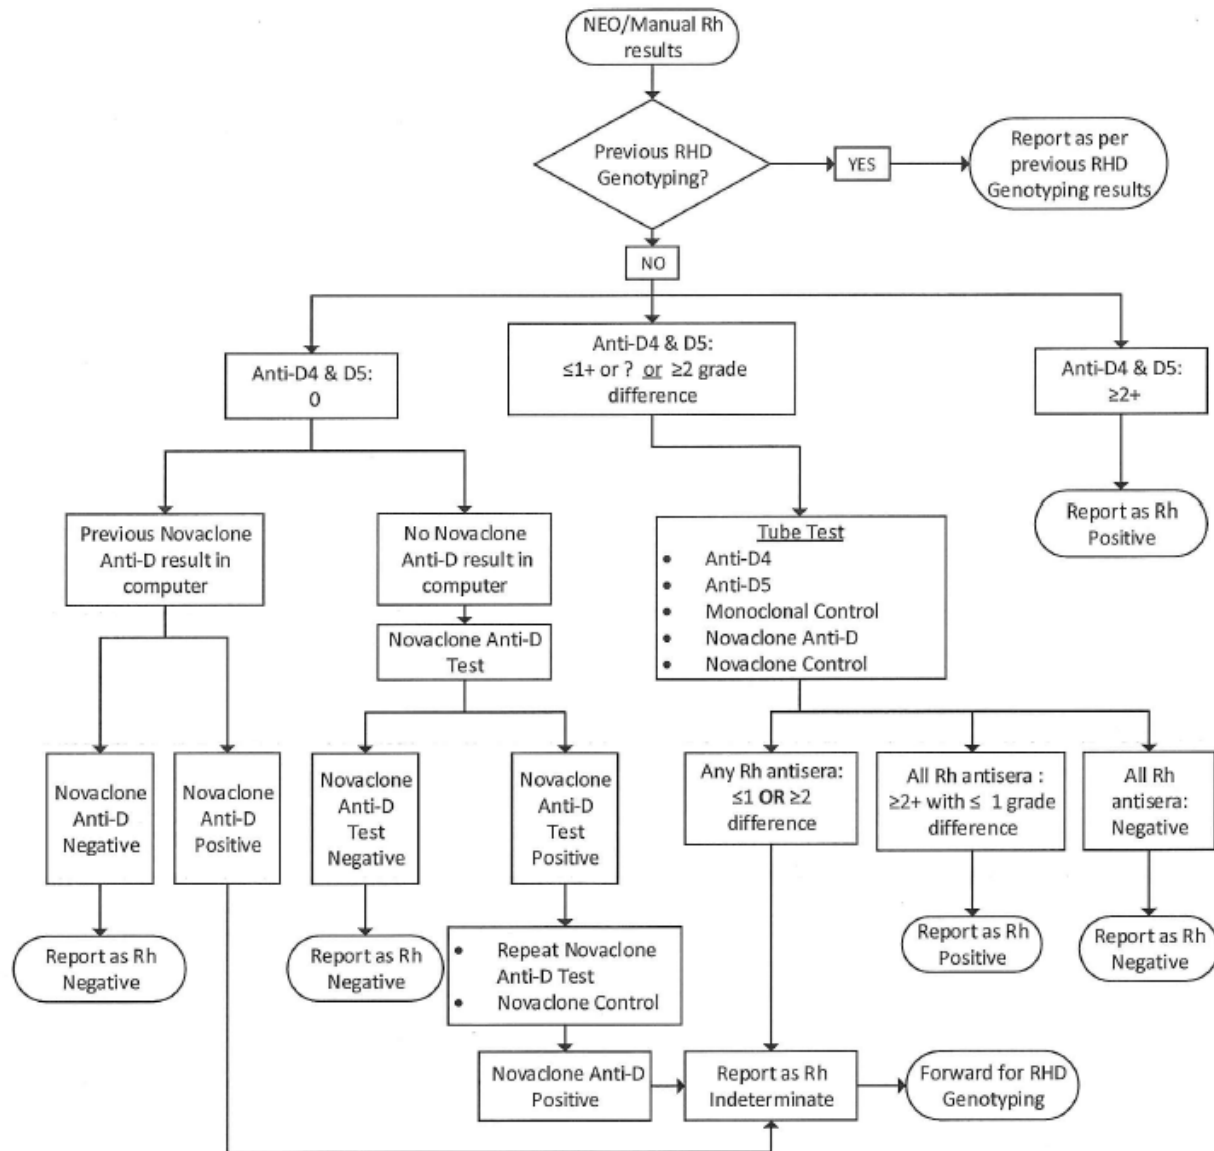 NEO/Manual Rh
results
Previous RHD
Genotyping?
YES
Report as per
previous RHD
Genotyping results
NO
Anti-D4 & D5:
0
Anti-D4 & D5:
≤1+ or ? or ≥2 grade
difference
Anti-D4 & D5:
≥2+
Report as Rh
Positive
Previous Novaclone
Anti-D result in
computer
No Novaclone
Anti-D result in
computer
Novaclone Anti-D
Test
Tube Test
• Anti-D4
• Anti-D5
• Monoclonal Control
• Novaclone Anti-D
• Novaclone Control
Novaclone
Anti-D
Negative
Novaclone
Anti-D
Positive
Novaclone
Anti-D
Test
Negative
Novaclone
Anti-D
Test
Positive
Any Rh antisera:
≤1 OR ≥2
difference
All Rh antisera :
≥2+ with ≤ 1 grade
difference
All Rh
antisera:
Negative
Report as Rh
Negative
Report as Rh
Negative
• Repeat Novaclone
Anti-D Test
• Novaclone Control
Report as Rh
Positive
Report as Rh
Negative
Novaclone Anti-D
Positive
Report as Rh
Indeterminate
Forward for RHD
Genotyping